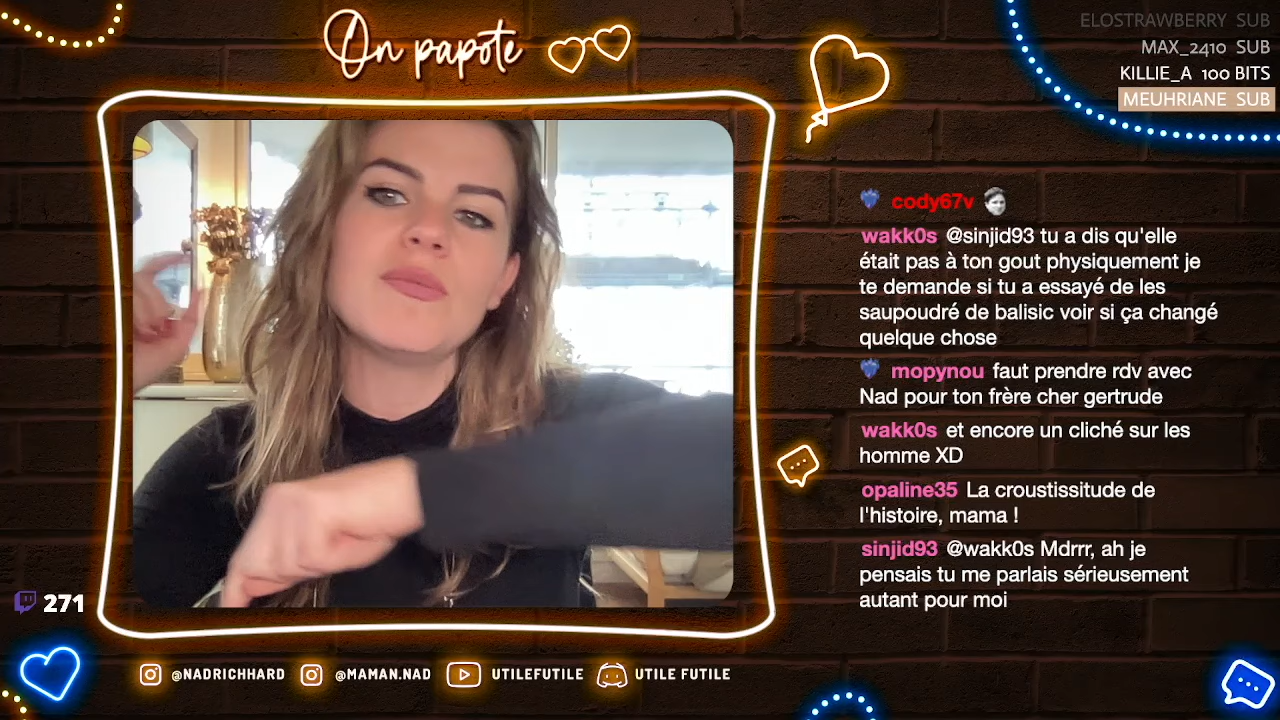 On papote
ELOSTRAWBERRY SUB
MAX_2410 SUB
KILLIE_A 100 BITS
MEUHRIANE SUB
cody67v
wakk0s @sinjid93 tu a dis qu'elle
était pas à ton gout physiquement je
te demande si tu a essayé de les
saupoudré de balisic voir si ça changé
quelque chose
mopynou faut prendre rdv avec
Nad pour ton frère cher gertrude
wakk0s et encore un cliché sur les
homme XD
opaline35 La croustissitude de
l'histoire, mama !
sinjid93 @wakk0s Mdrrr, ah je
pensais tu me parlais sérieusement
autant pour moi
271
@NADRICHHARD @MAMAN.NAD UTILEFUTILE UTILE FUTILE